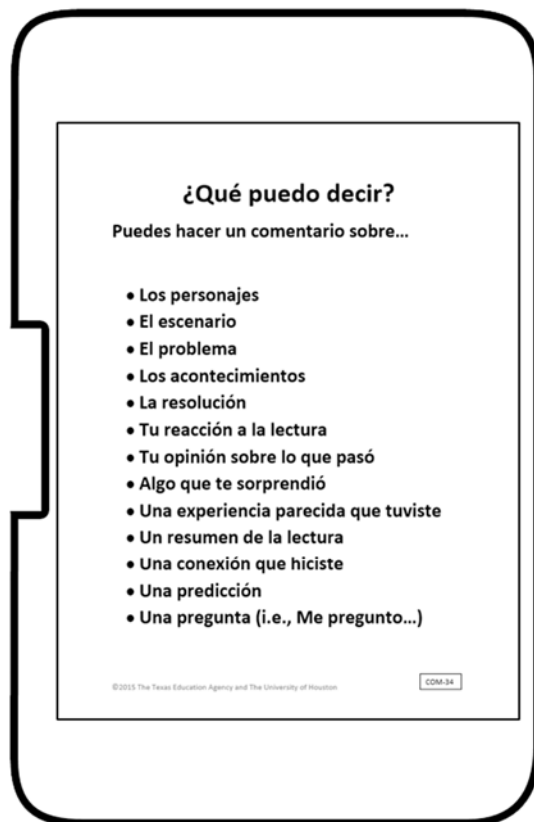 ¿Qué puedo decir?
Puedes hacer un comentario sobre...
• Los personajes
• El escenario
• El problema
• Los acontecimientos
• La resolución
• Tu reacción a la lectura
• Tu opinión sobre lo que pasó
• Algo que te sorprendió
• Una experiencia parecida que tuviste
• Un resumen de la lectura
• Una conexión que hiciste
• Una predicción
• Una pregunta (i.e., Me pregunto...)
©2015 The Texas Education Agency and The University of Houston
COM-34